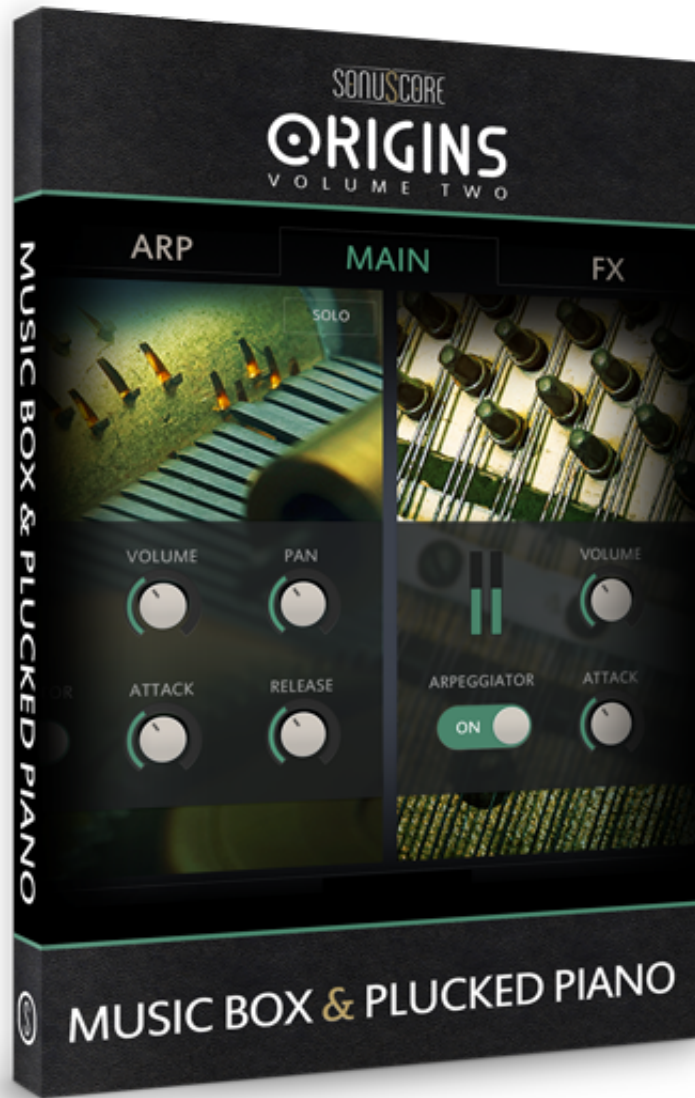 SONUSCORE
ORIGINS
VOLUME TWO
ARP
MAIN
FX
SOLO
VOLUME
PAN
VOLUME
ATTACK
RELEASE
ARPEGGIATOR
ATTACK
ON
MUSIC BOX & PLUCKED PIANO
MUSIC BOX & PLUCKED PIANO